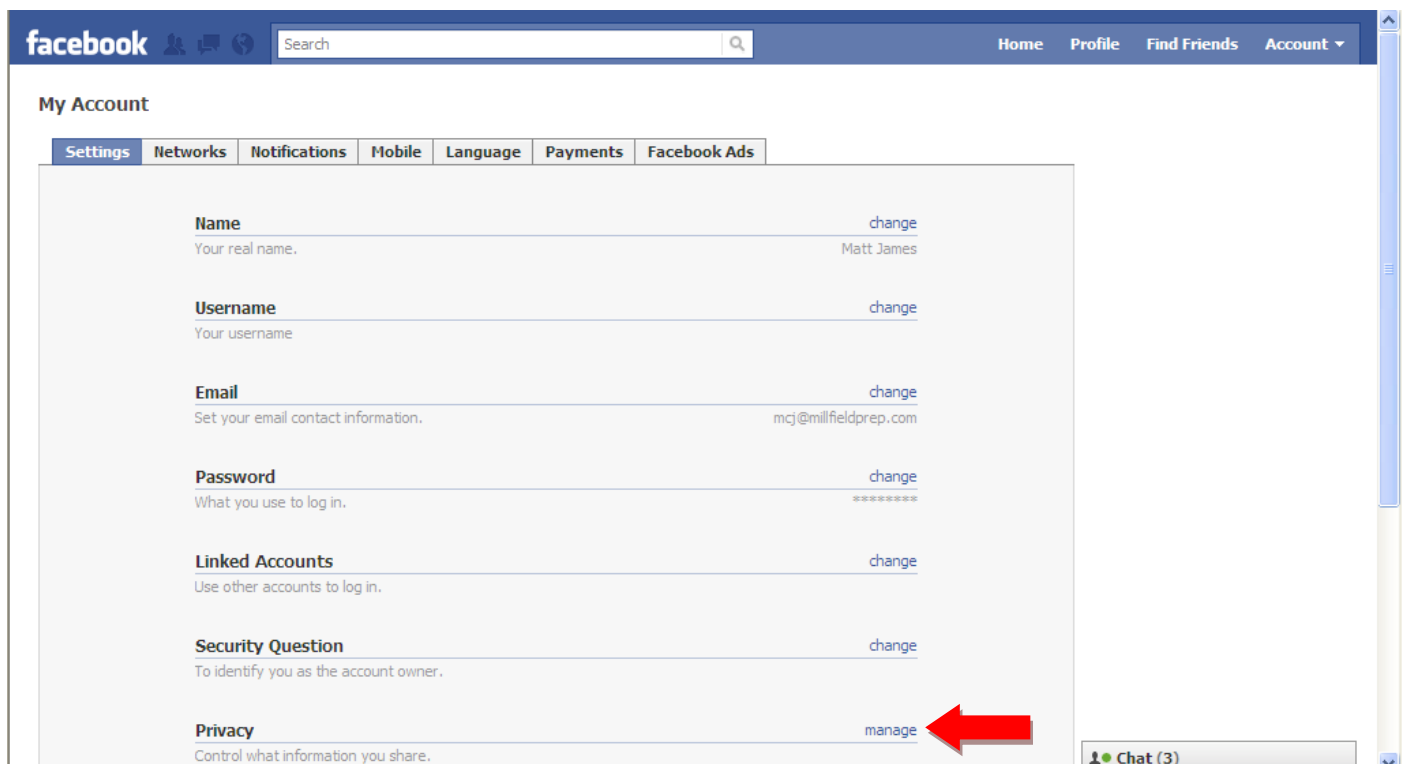 facebook Search Home Profile Find Friends Account
My Account
Settings Networks Notifications Mobile Language Payments Facebook Ads
Name change
Your real name. Matt James
Username change
Your username
Email change
Set your email contact information. mcj@millfieldprep.com
Password change
What you use to log in. ********
Linked Accounts change
Use other accounts to log in.
Security Question change
To identify you as the account owner.
Privacy manage
Control what information you share.
Chat (3)